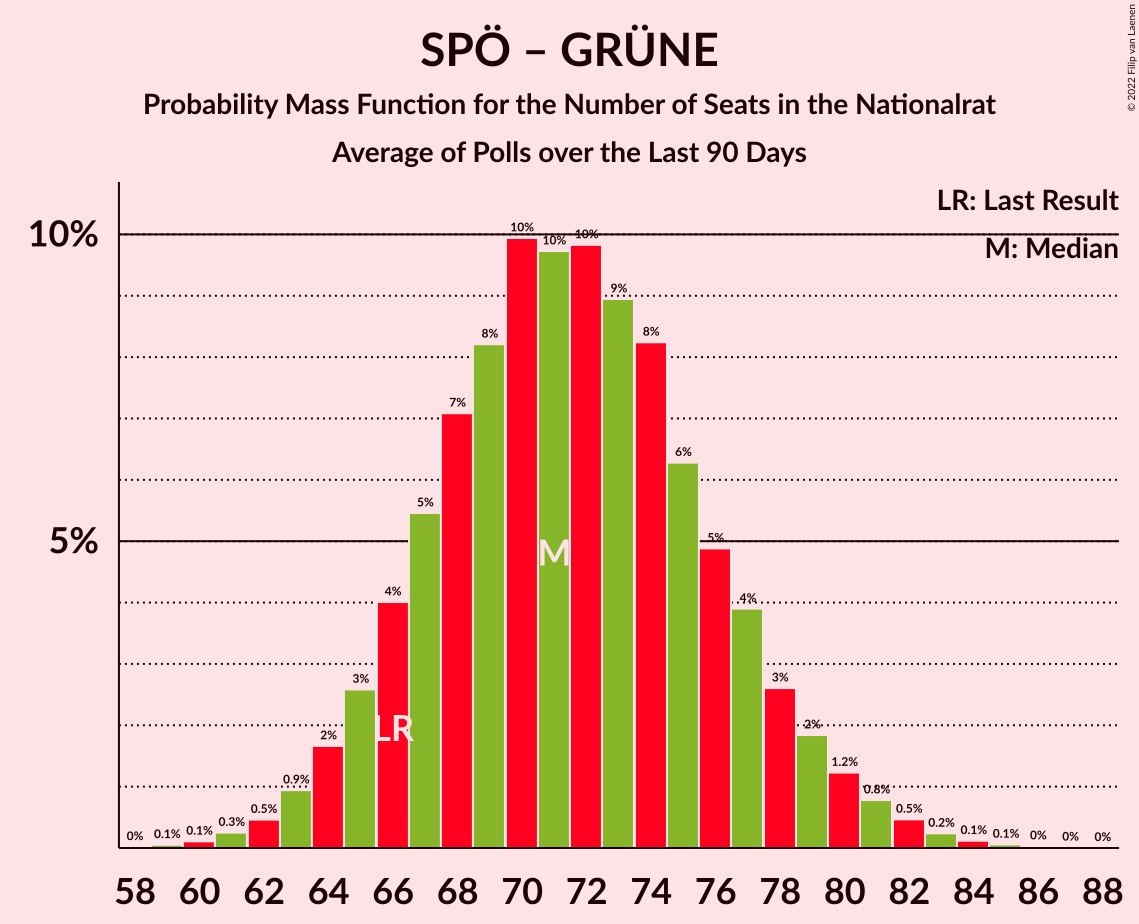 SPÖ – GRÜNE
Probability Mass Function for the Number of Seats in the Nationalrat
Average of Polls over the Last 90 Days
© 2022 Filip van Laenen
LR: Last Result
M: Median
10%
5%
0% 0.1% 0.1% 0.3% 0.5% 0.9% 2% 3% 4% 5% 7% 8% 10% 10% 10% 9% 8% 6% 5% 4% 3% 2% 1.2% 0.8% 0.5% 0.2% 0.1% 0.1% 0% 0% 0%
LR
M
58 60 62 64 66 68 70 72 74 76 78 80 82 84 86 88